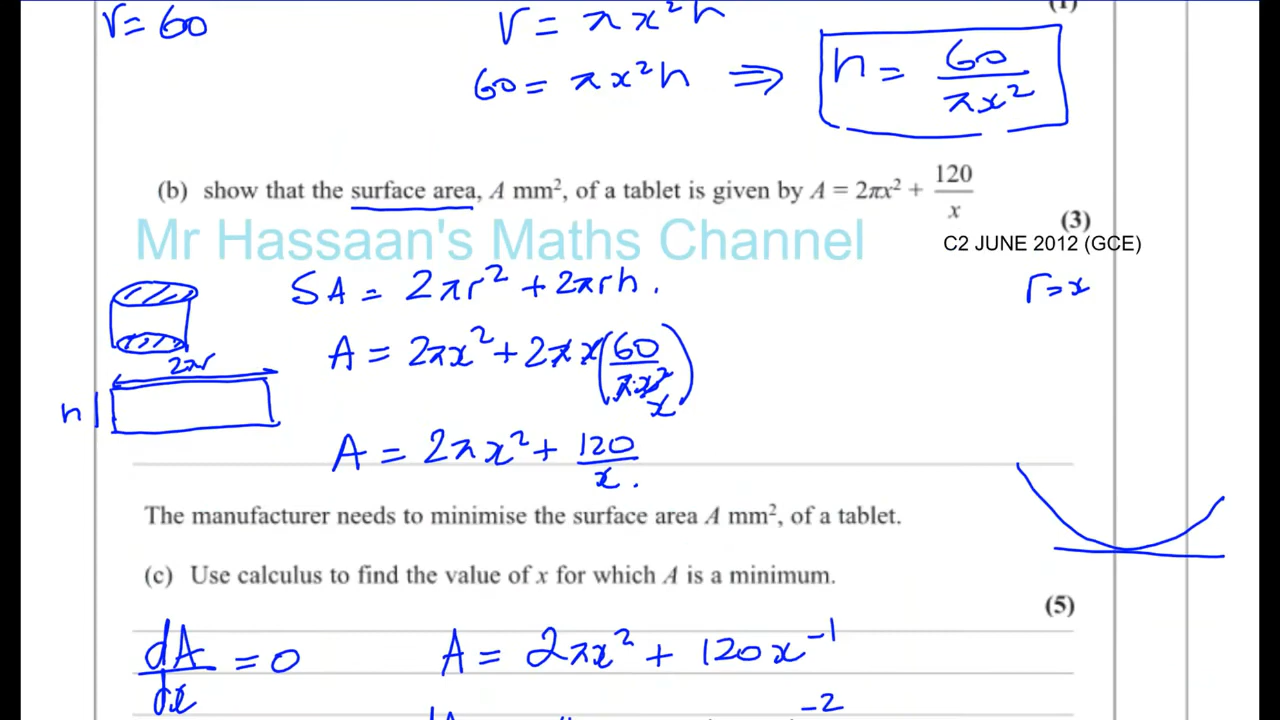 (1)
V = 60
V = πx²h
60 = πx²h ⇒ h = 60/πx²
(b) show that the surface area, A mm², of a tablet is given by A = 2πx² + 120/x
(3)
Mr Hassaan's Maths Channel
C2 JUNE 2012 (GCE)
SA = 2πr² + 2πrh.
r = x
A = 2πx² + 2πx(60/πx²)
x
2πr
h
A = 2πx² + 120/x.
The manufacturer needs to minimise the surface area A mm², of a tablet.
(c) Use calculus to find the value of x for which A is a minimum.
(5)
dA/dx = 0
A = 2πx² + 120x⁻¹
-2